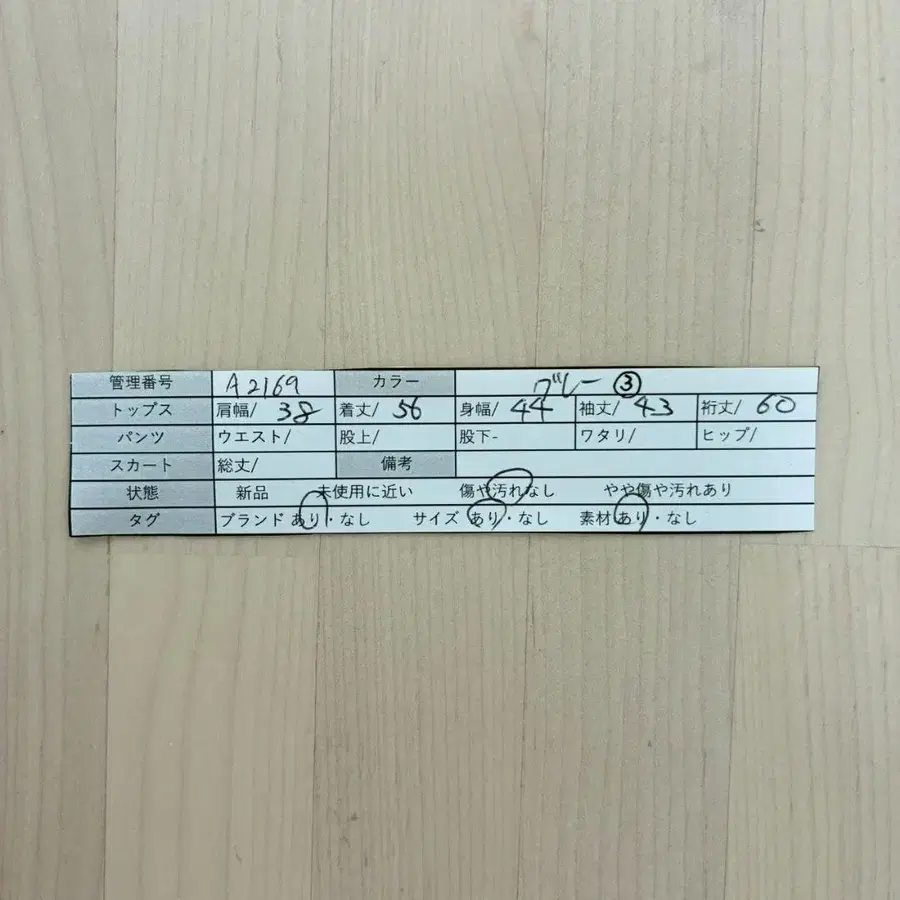 管理番号 A2169 カラー グレー ③
トップス 肩幅/ 38 着丈/ 56 身幅/ 44 袖丈/ 43 裄丈/ 60
パンツ ウエスト/ 股上/ 股下- ワタリ/ ヒップ/
スカート 総丈/ 備考
状態 新品 未使用に近い 傷や汚れなし やや傷や汚れあり
タグ ブランド あり・なし サイズ あり・なし 素材 あり・なし